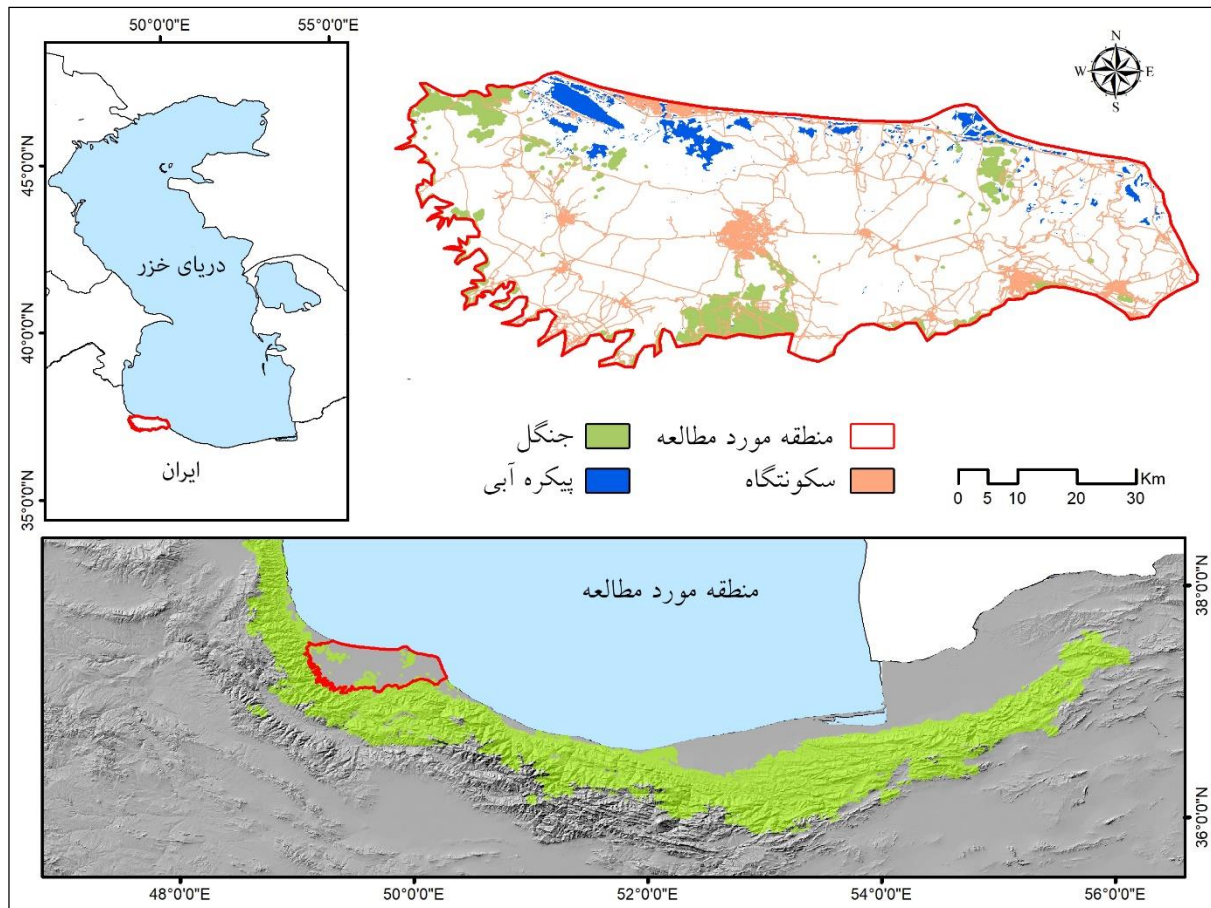 50°0'0"E 55°0'0"E
45°0'0"N
40°0'0"N
35°0'0"N
دریای خزر
ایران
N
W E
S
منطقه مورد مطالعه جنگل
سکونتگاه پیکره آبی
0 5 10 20 30 Km
منطقه مورد مطالعه
38°0'0"N
36°0'0"N
48°0'0"E 50°0'0"E 52°0'0"E 54°0'0"E 56°0'0"E